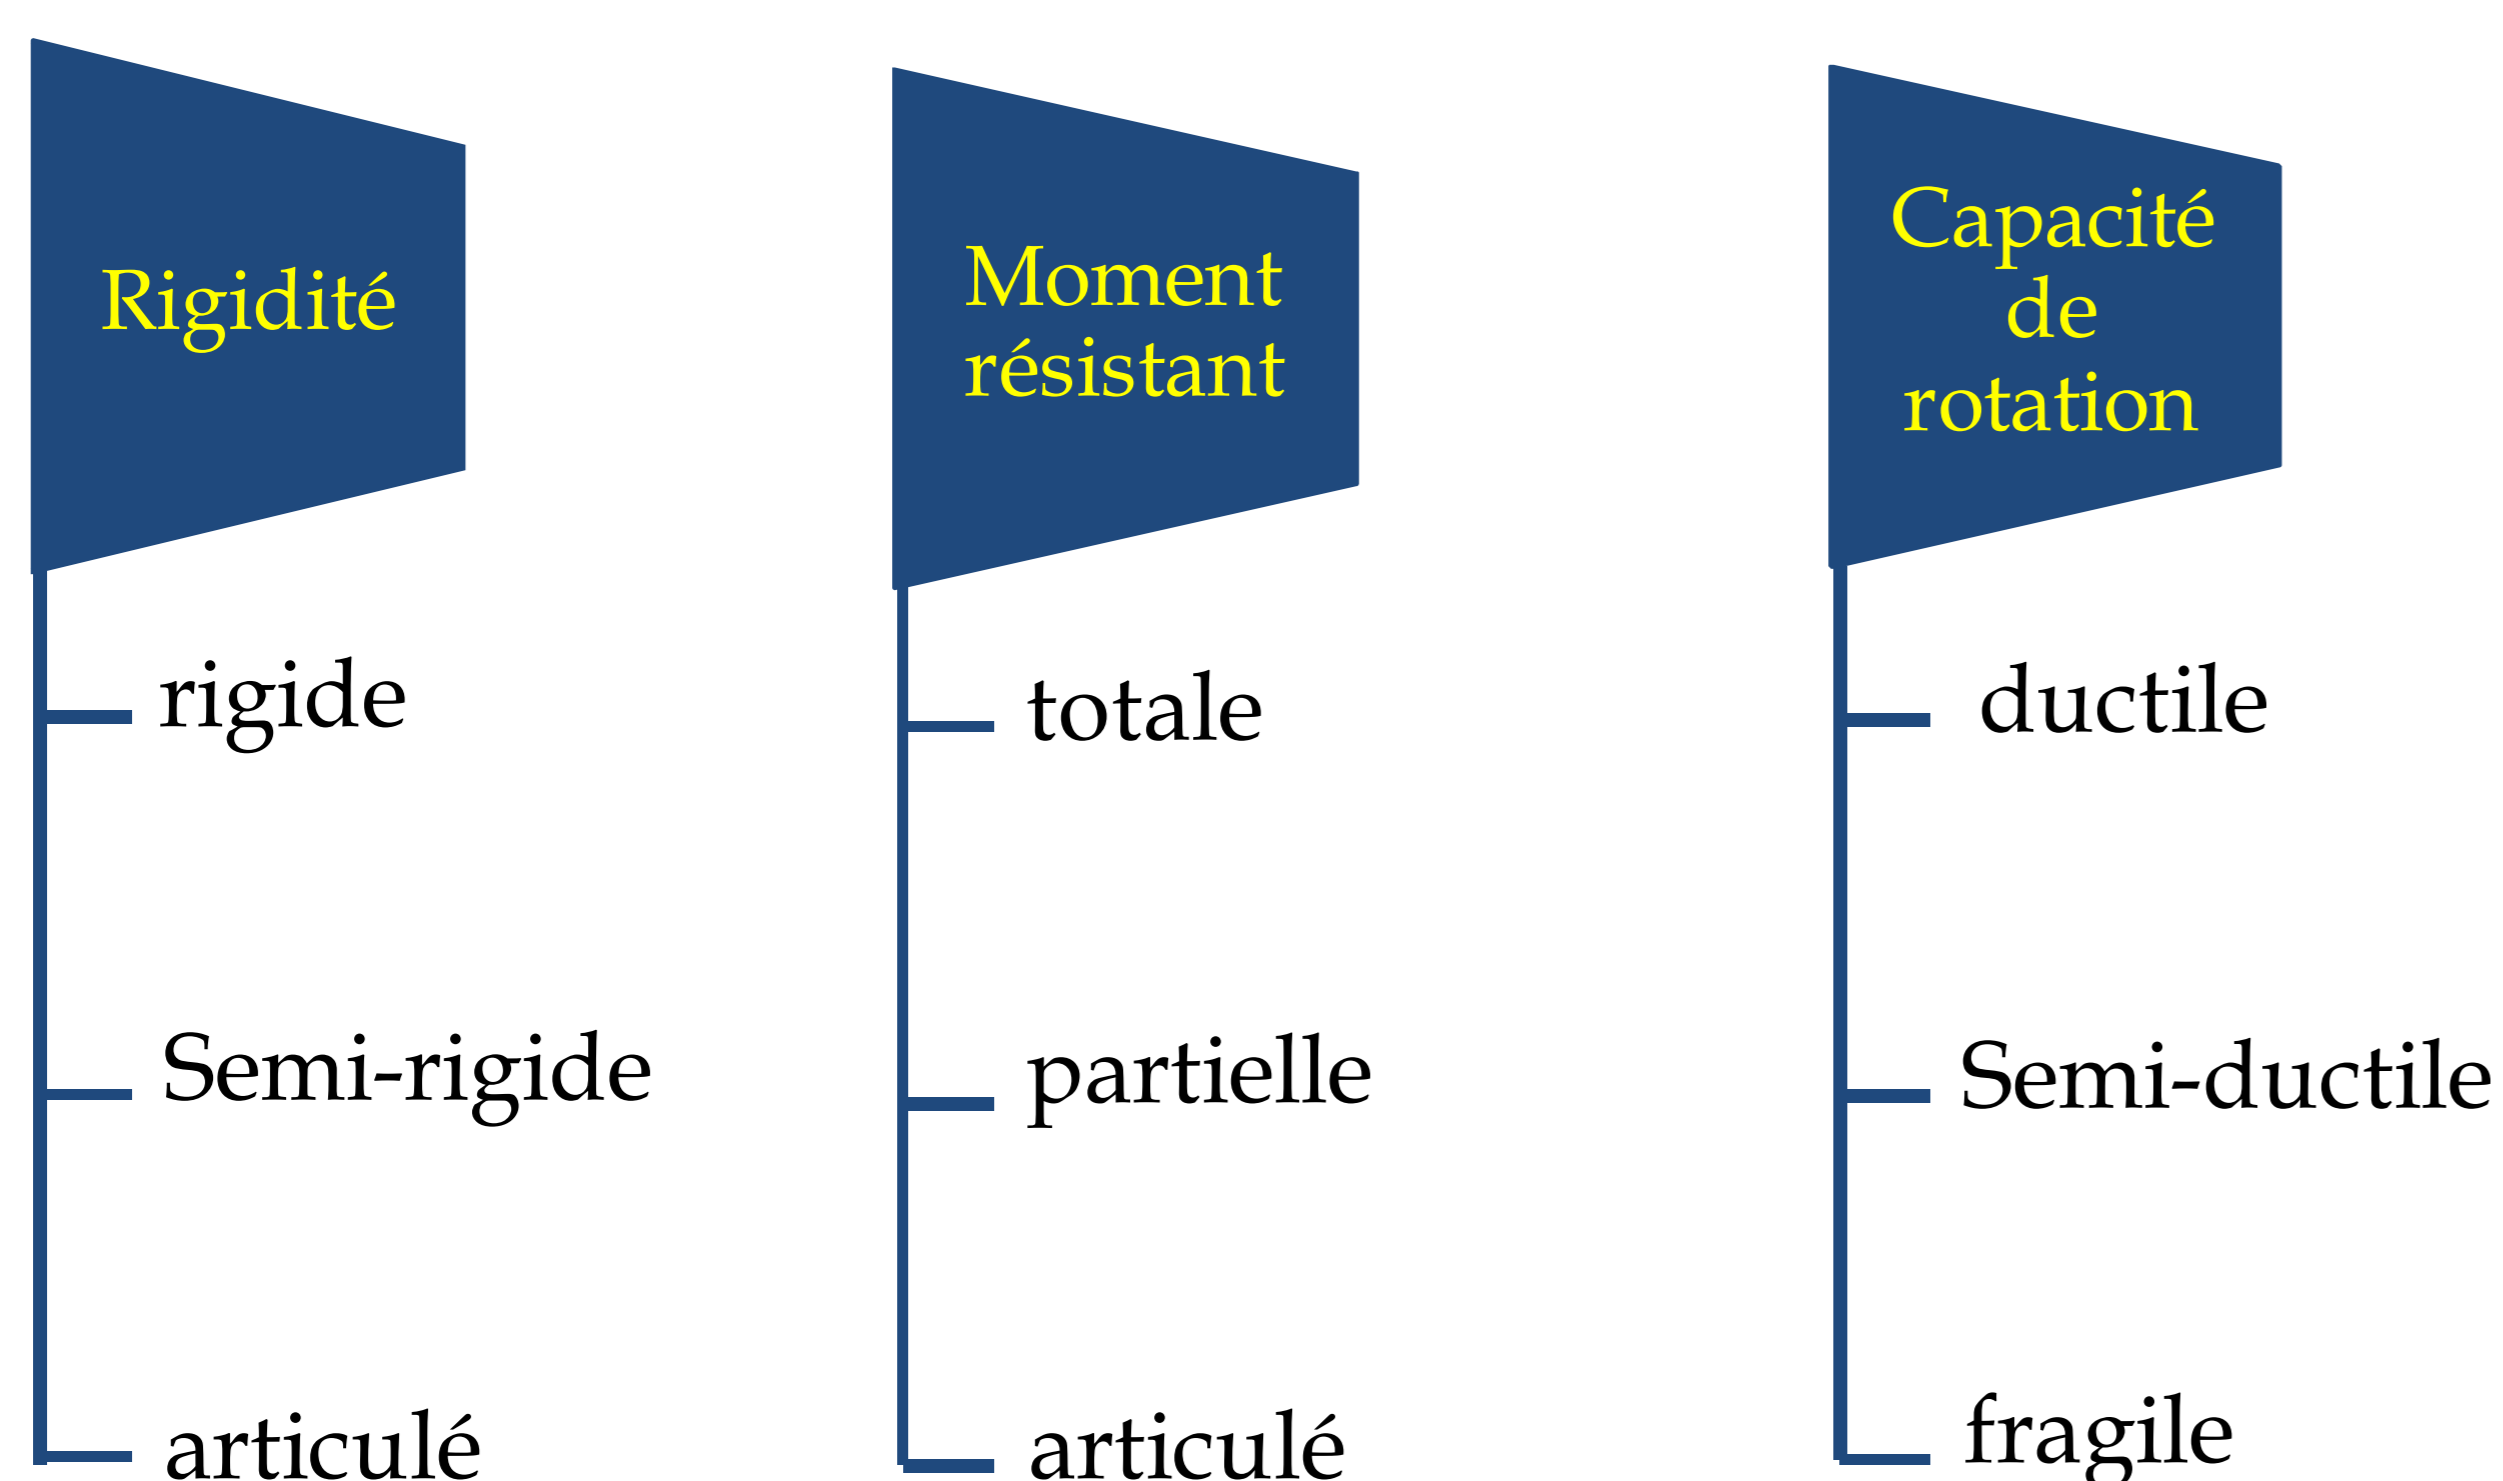 Rigidité
rigide
Semi-rigide
articulé
Moment
résistant
totale
partielle
articulé
Capacité
de
rotation
ductile
Semi-ductile
fragile